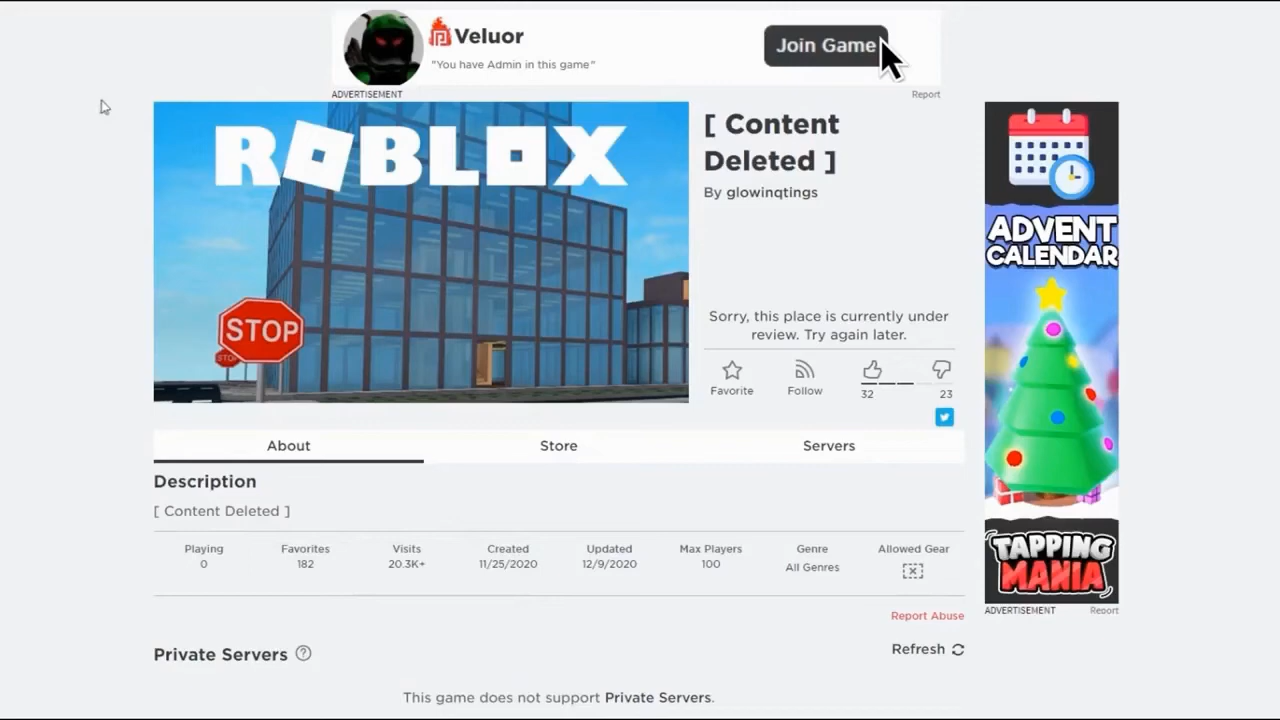 Veluor
"You have Admin in this game"
Join Game
ADVERTISEMENT
Report
ROBLOX
STOP
STOP
[ Content
Deleted ]
By glowinqtings
Sorry, this place is currently under
review. Try again later.
Favorite
Follow
32
23
About
Store
Servers
Description
[ Content Deleted ]
Playing
Favorites
Visits
Created
Updated
Max Players
Genre
Allowed Gear
0
182
20.3K+
11/25/2020
12/9/2020
100
All Genres
Report Abuse
Private Servers
Refresh
This game does not support Private Servers.
ADVENT
CALENDAR
TAPPING
MANIA
ADVERTISEMENT
Report